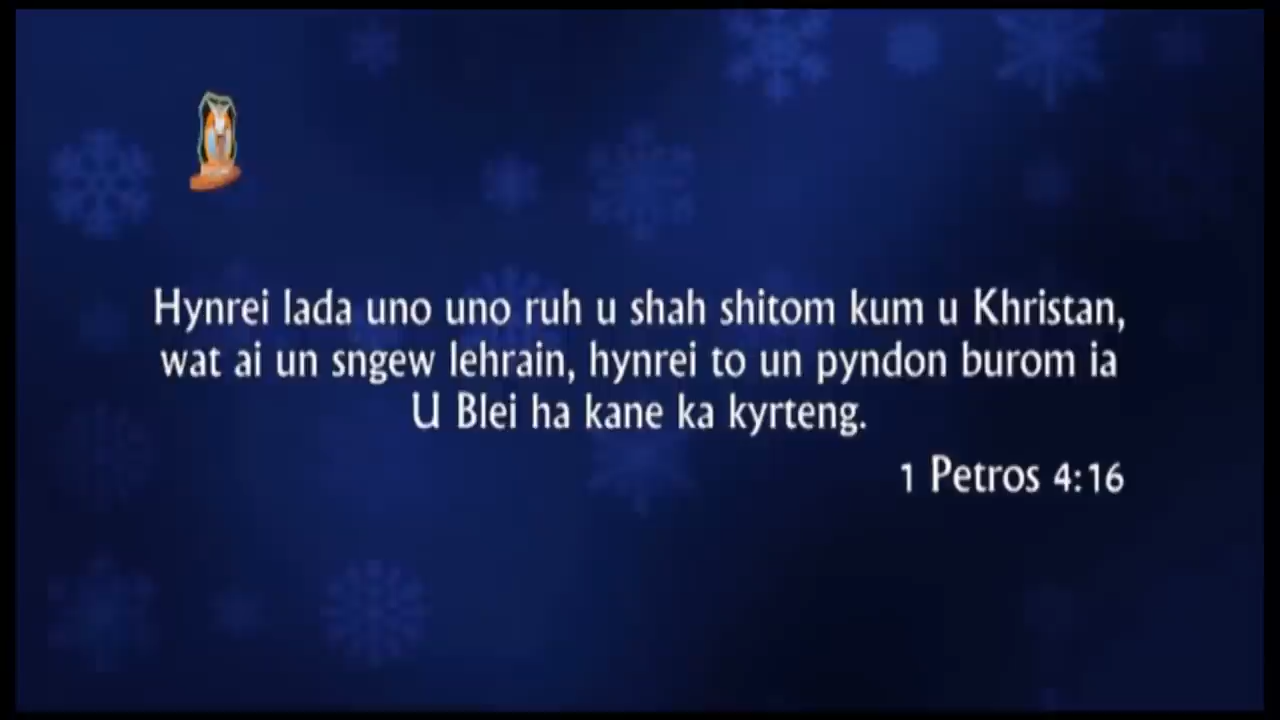 Hynrei lada uno uno ruh u shah shitom kum u Khristan,
wat ai un sngew lehrain, hynrei to un pyndon burom ia
U Blei ha kane ka kyrteng.
1 Petros 4:16